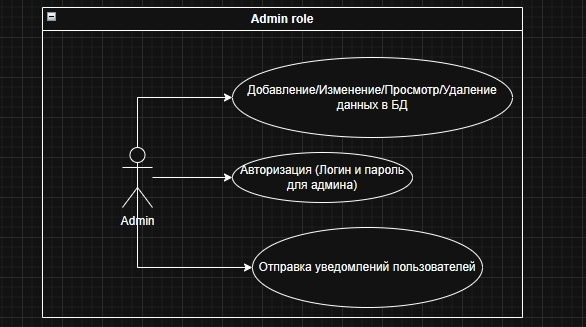 Admin role
Добавление/Изменение/Просмотр/Удаление
данных в БД
Авторизация (Логин и пароль
для админа)
Admin
Отправка уведомлений пользователей